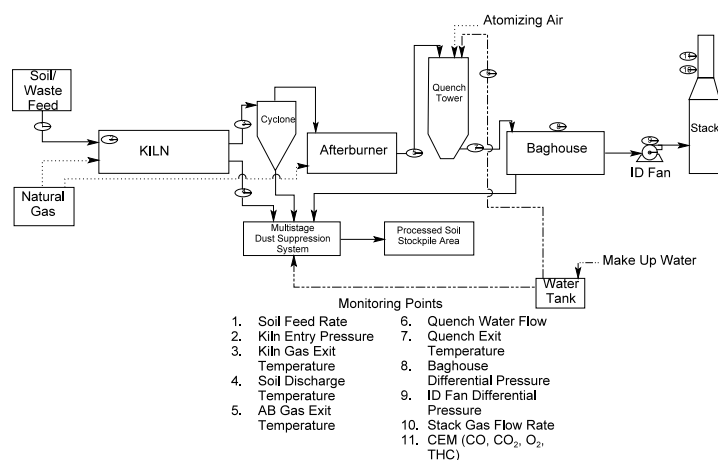 Atomizing Air
Soil/
Waste
Feed
Cyclone
Quench
Tower
KILN
Afterburner
Baghouse
Stack
ID Fan
Natural
Gas
Multistage
Dust Suppression
System
Processed Soil
Stockpile Area
Make Up Water
Water
Tank
Monitoring Points
1. Soil Feed Rate
2. Kiln Entry Pressure
3. Kiln Gas Exit
Temperature
4. Soil Discharge
Temperature
5. AB Gas Exit
Temperature
6. Quench Water Flow
7. Quench Exit
Temperature
8. Baghouse
Differential Pressure
9. ID Fan Differential
Pressure
10. Stack Gas Flow Rate
11. CEM (CO, CO₂, O₂,
THC)